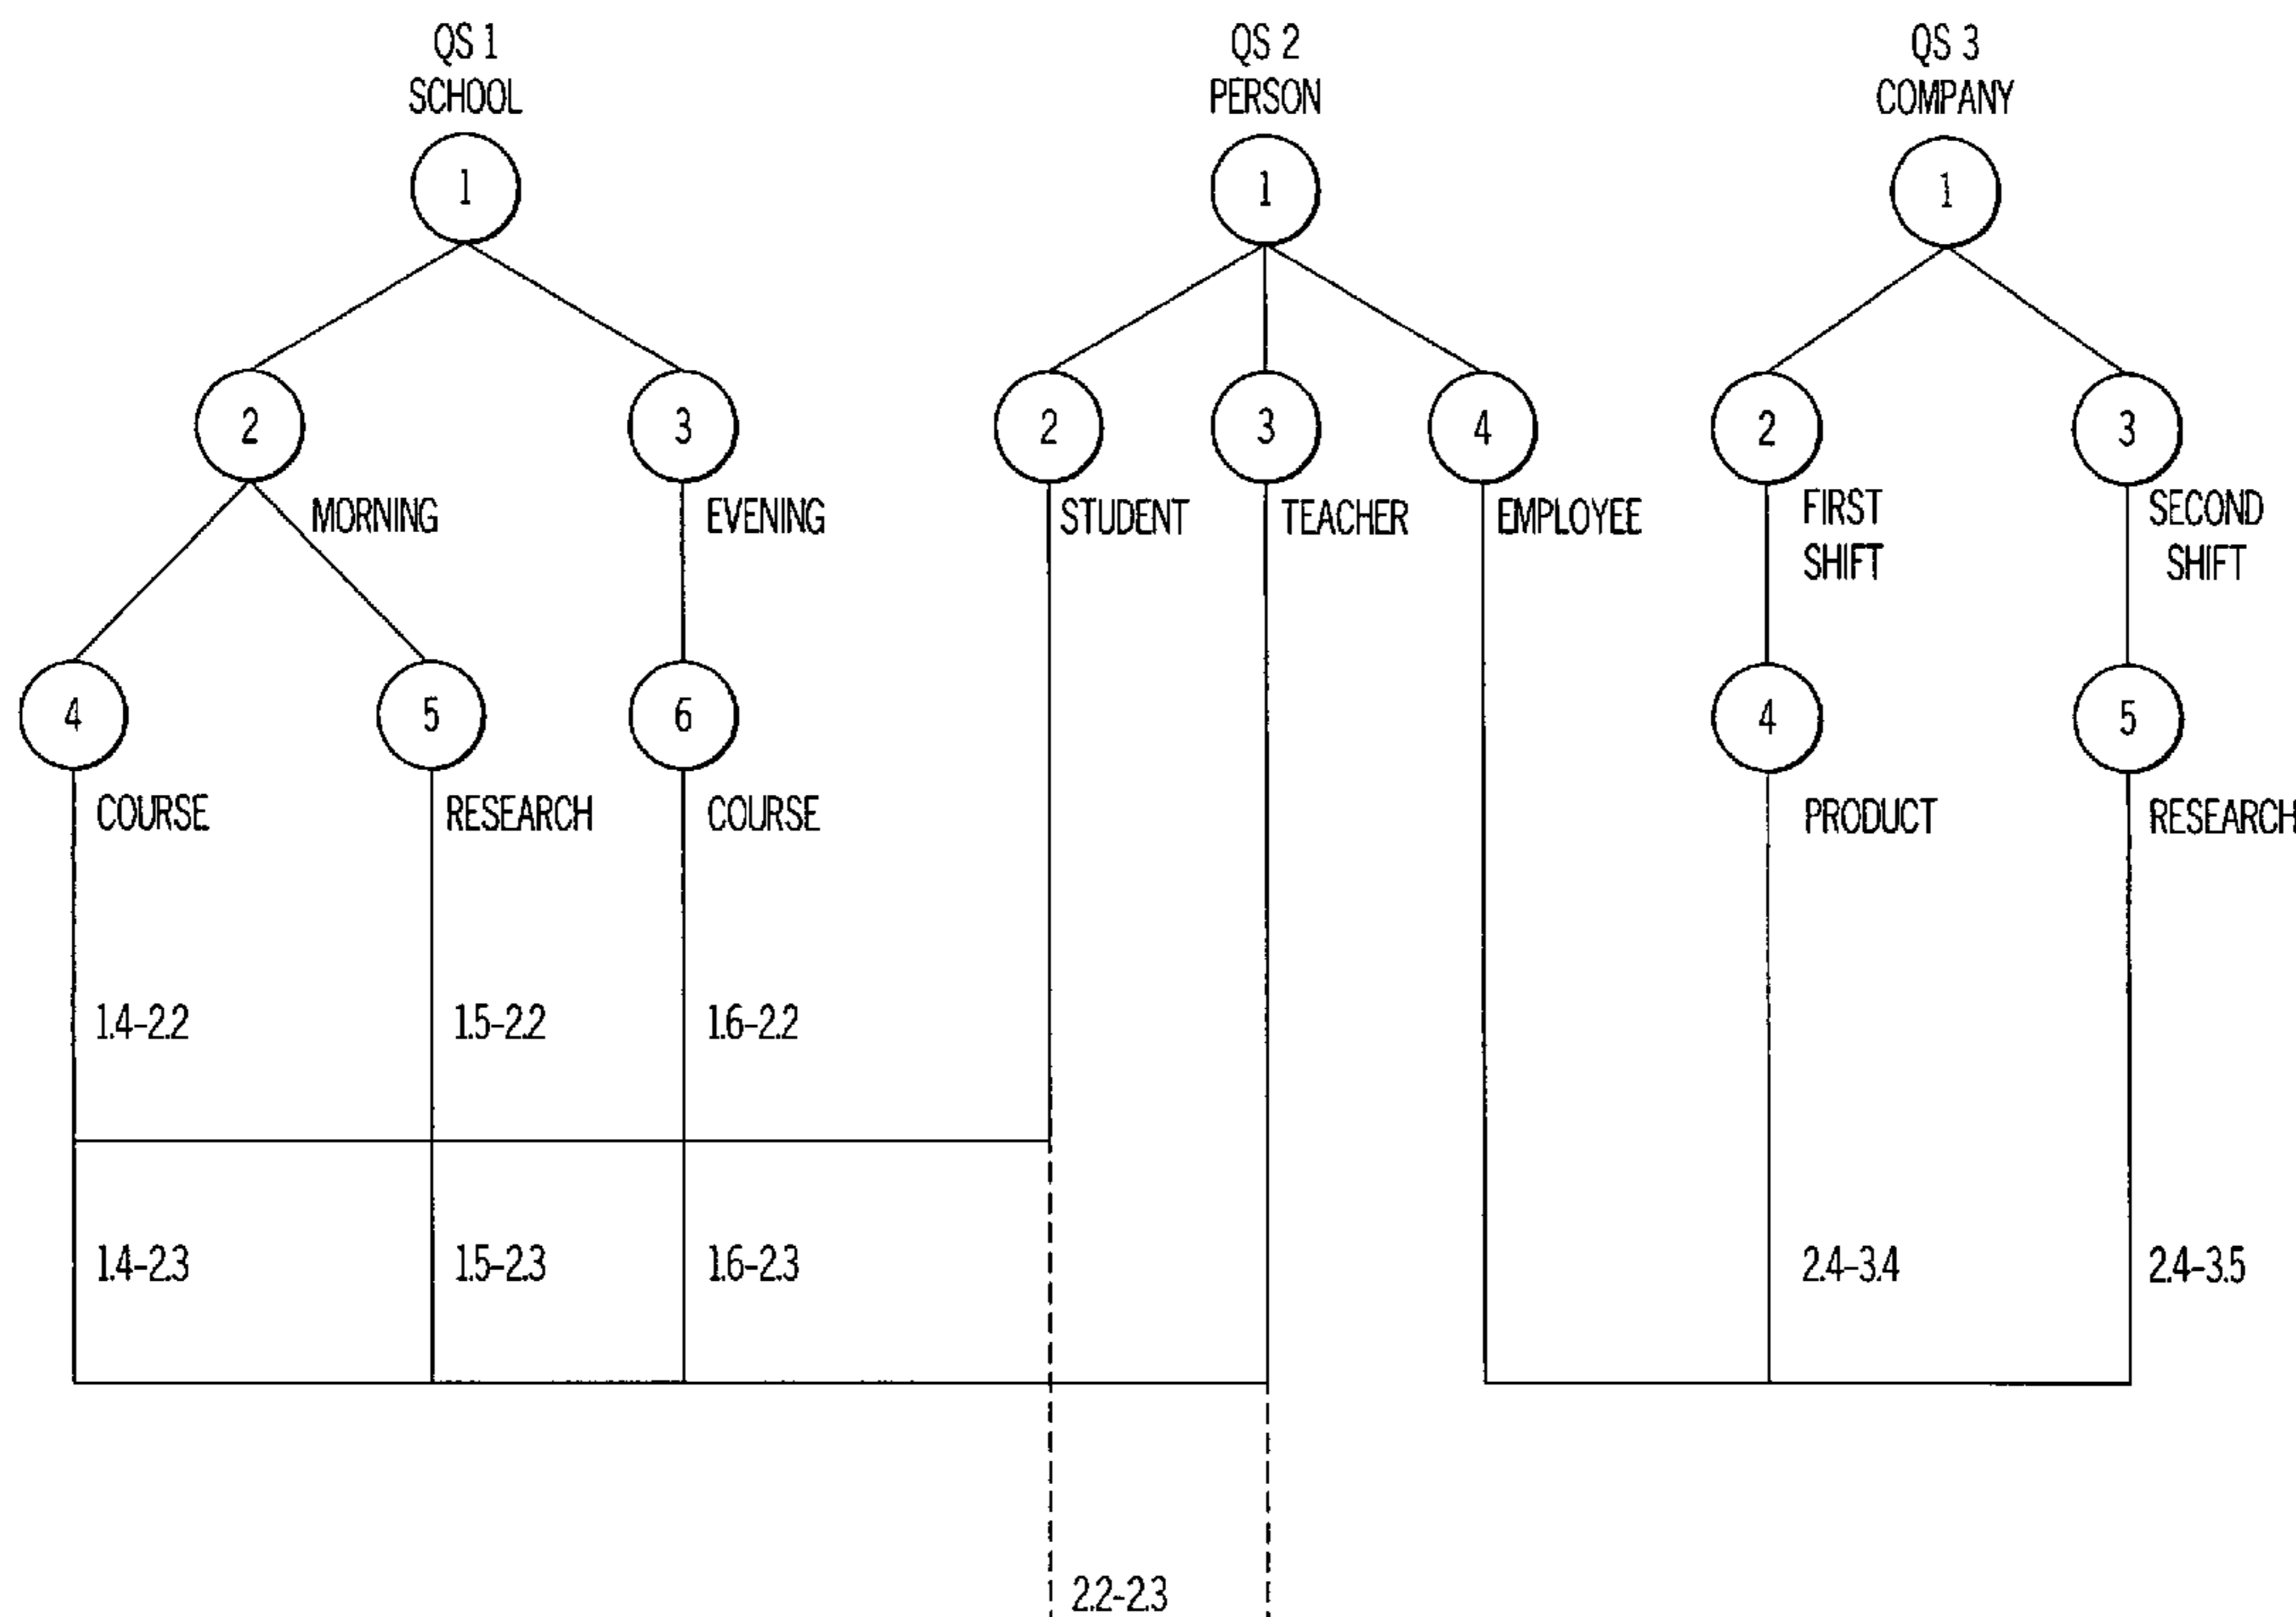 QS 1
SCHOOL
QS 2
PERSON
QS 3
COMPANY
1
1
1
2
3
2
3
4
2
3
MORNING
EVENING
STUDENT
TEACHER
EMPLOYEE
FIRST
SHIFT
SECOND
SHIFT
4
5
6
4
5
COURSE
RESEARCH
COURSE
PRODUCT
RESEARCH
1.4-2.2
1.5-2.2
1.6-2.2
1.4-2.3
1.5-2.3
1.6-2.3
2.4-3.4
2.4-3.5
2.2-2.3